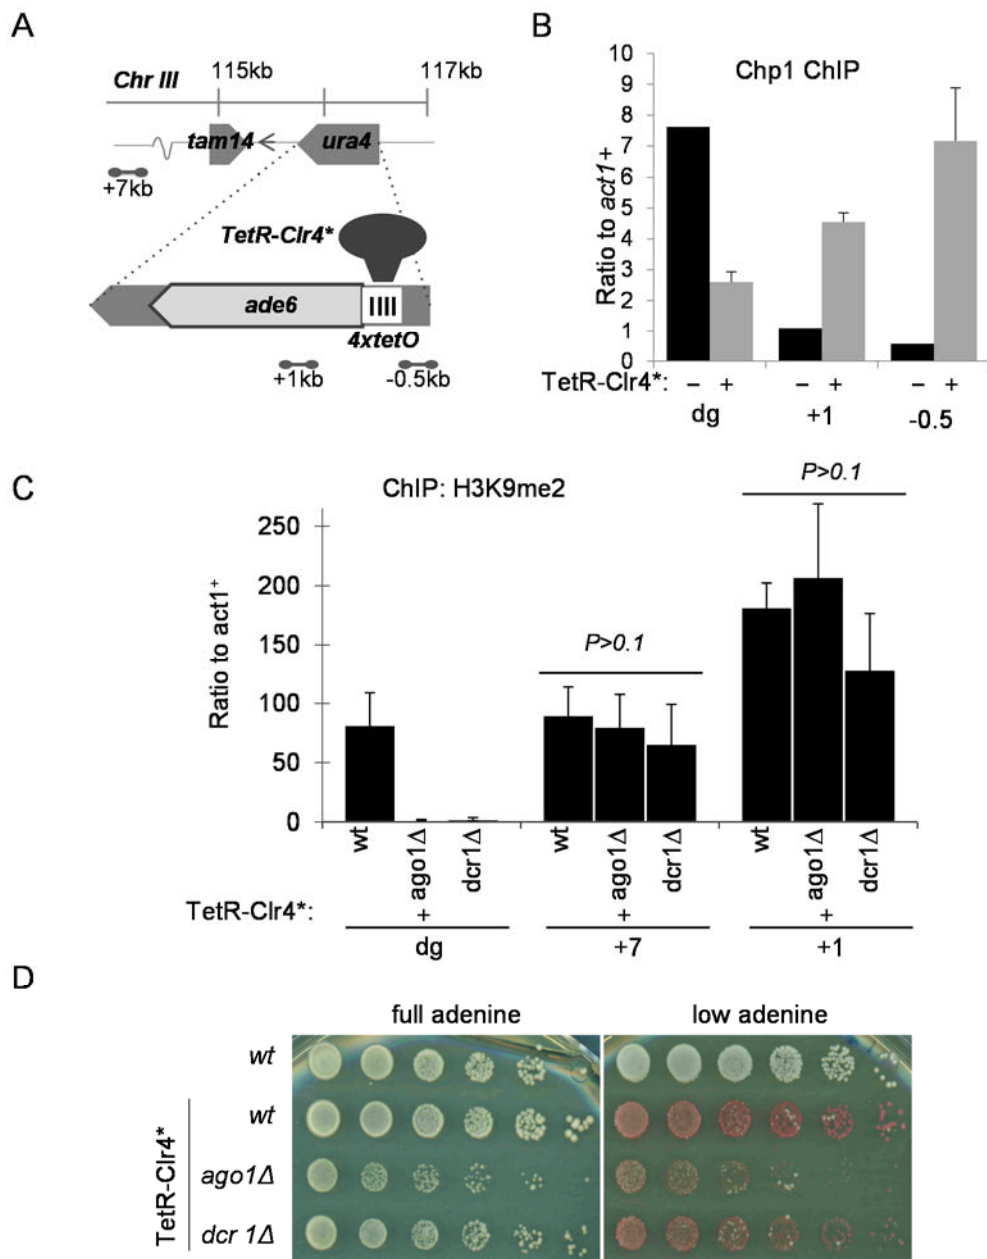 A
Chr III
115kb
117kb
tam14
ura4
+7kb
TetR-Clr4*
ade6
4xtetO
+1kb
-0.5kb
B
Chp1 ChIP
Ratio to act1+
10
9
8
7
6
5
4
3
2
1
0
TetR-Clr4*: – + – + – +
dg +1 -0.5
C
ChIP: H3K9me2
P>0.1
P>0.1
Ratio to act1+
250
200
150
100
50
0
wt ago1Δ dcr1Δ wt ago1Δ dcr1Δ wt ago1Δ dcr1Δ
TetR-Clr4*: + + +
dg +7 +1
D
full adenine low adenine
wt
TetR-Clr4*
wt
ago1Δ
dcr 1Δ